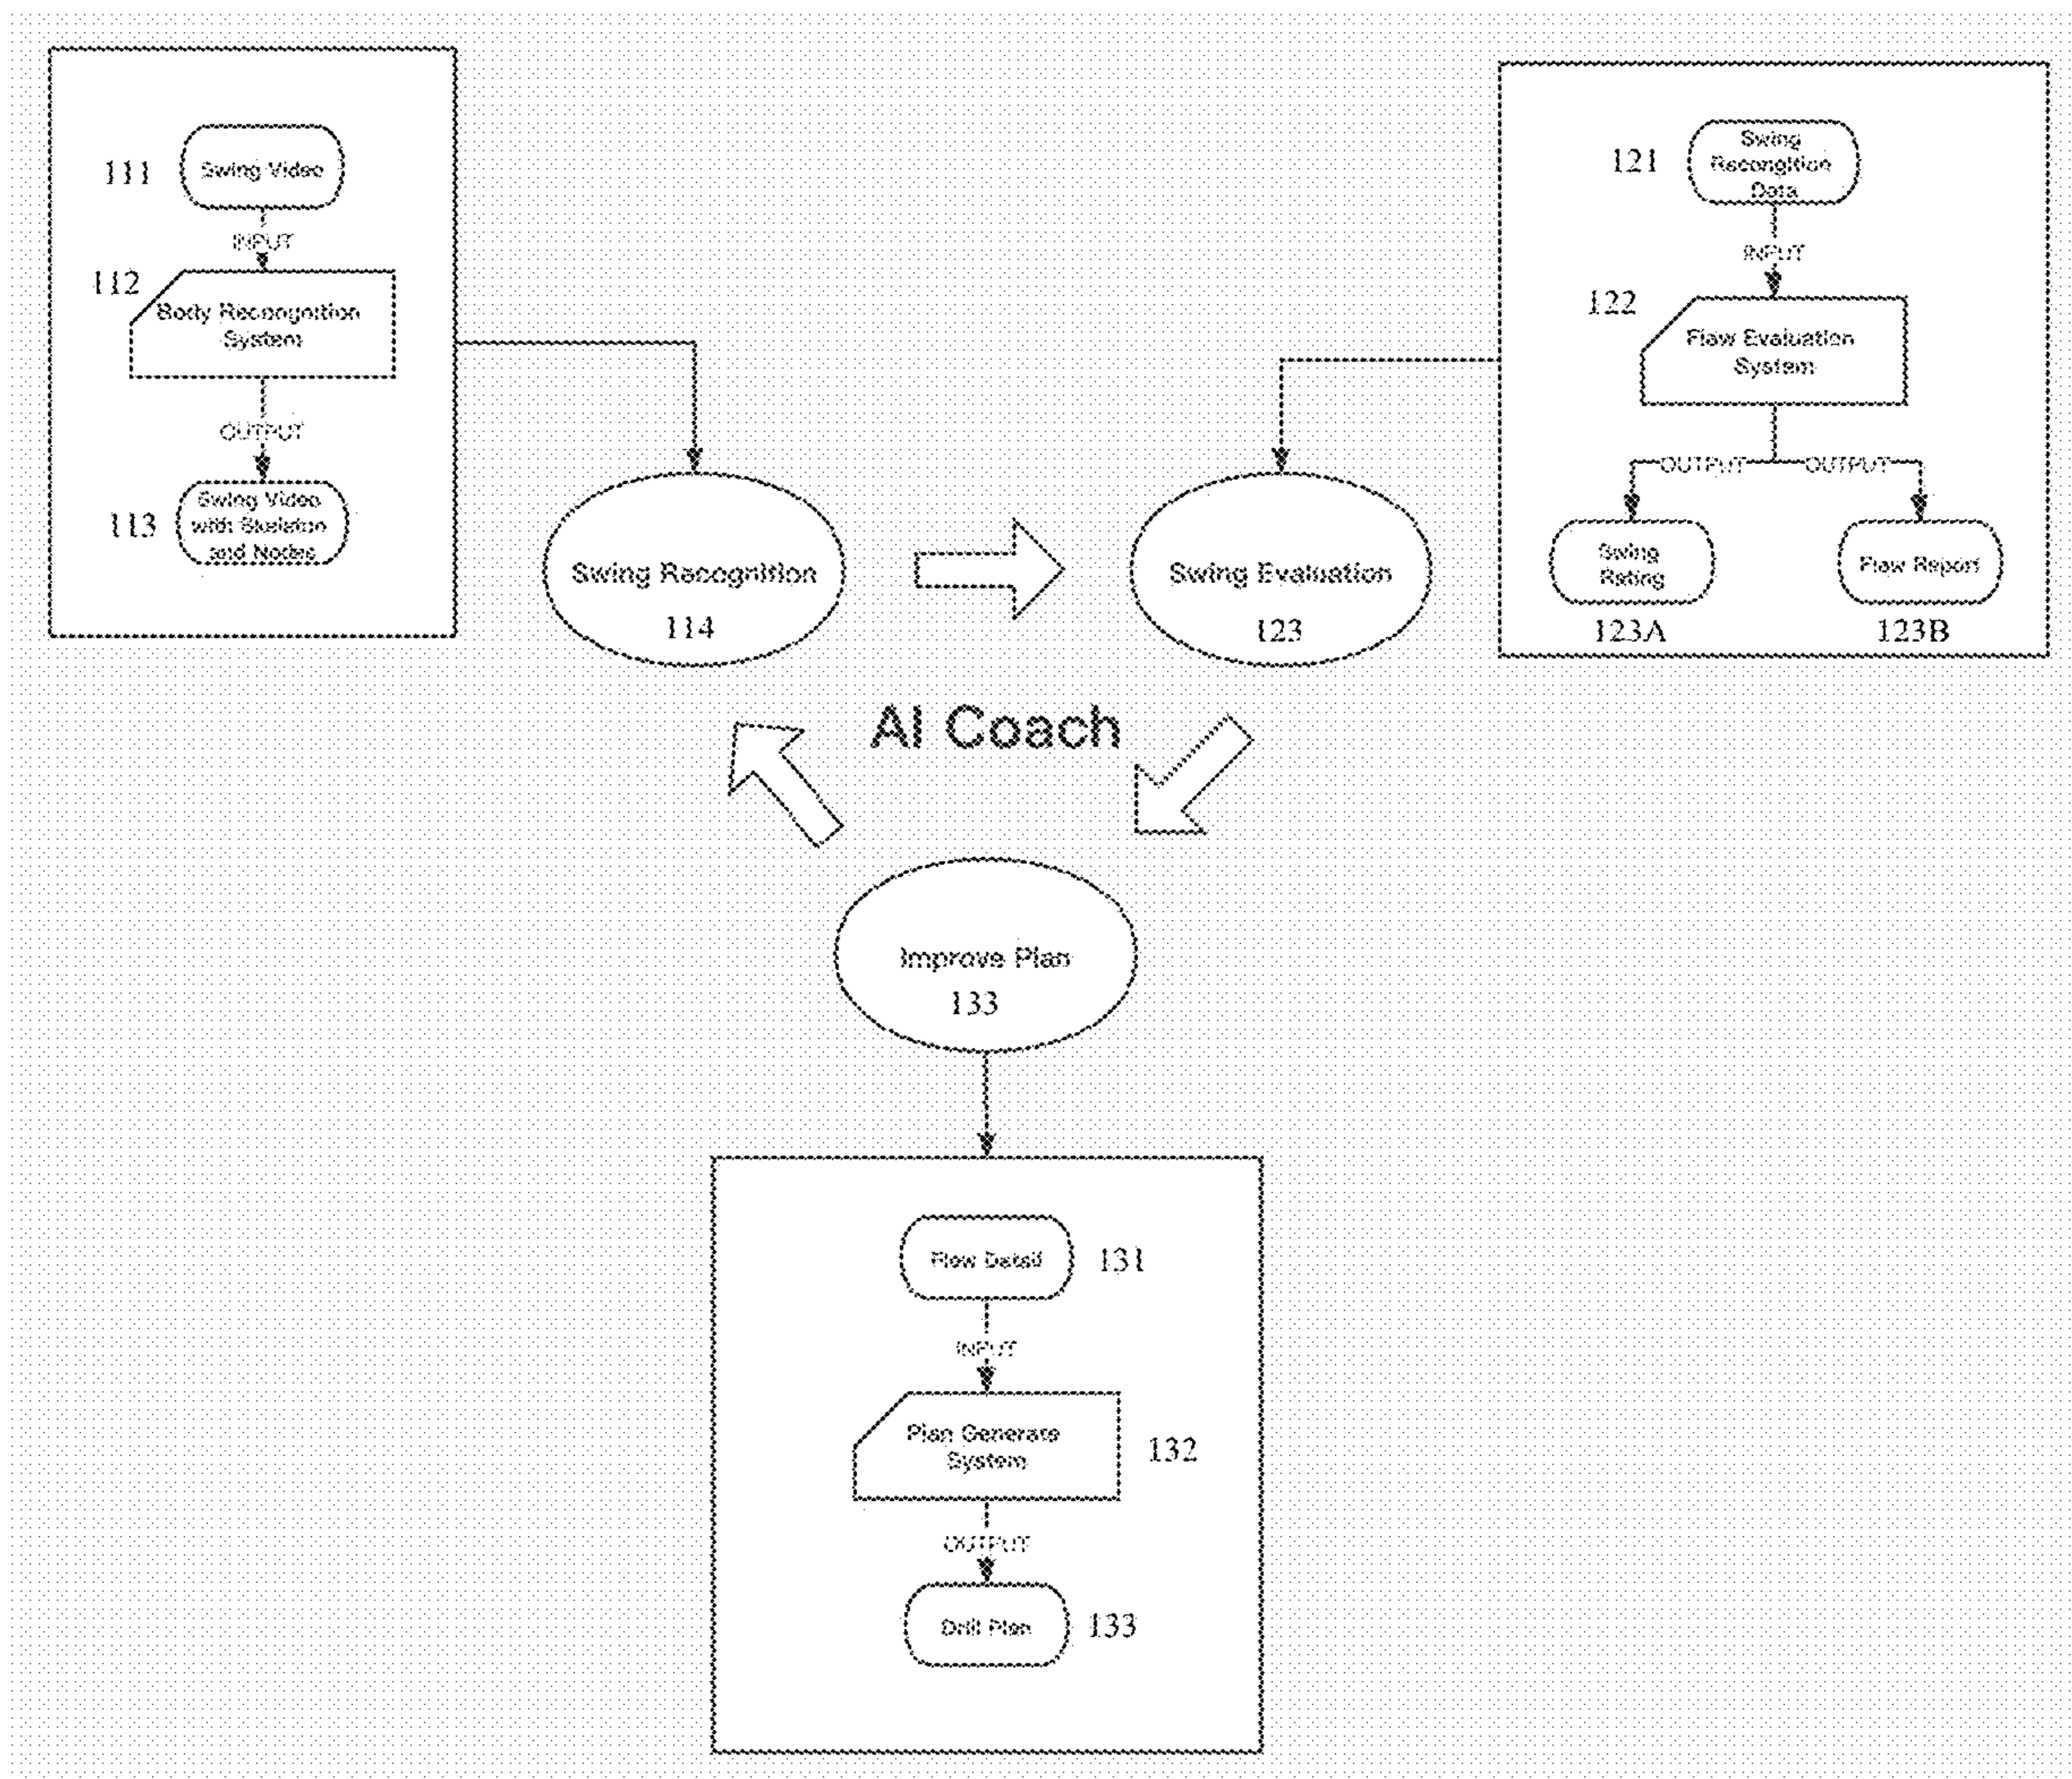 111
Swing Video
INPUT
112
Body Recongnition
System
OUTPUT
113
Swing Video
with Skeleton
and Nodes
121
Swing
Recongition
Data
INPUT
122
Flaw Evaluation
System
OUTPUT
OUTPUT
Swing
Rating
Flaw Report
123A
123B
Swing Recognition
114
Swing Evaluation
123
AI Coach
Improve Plan
133
Flow Detail
131
INPUT
Plan Generate
System
132
OUTPUT
Drill Plan
133